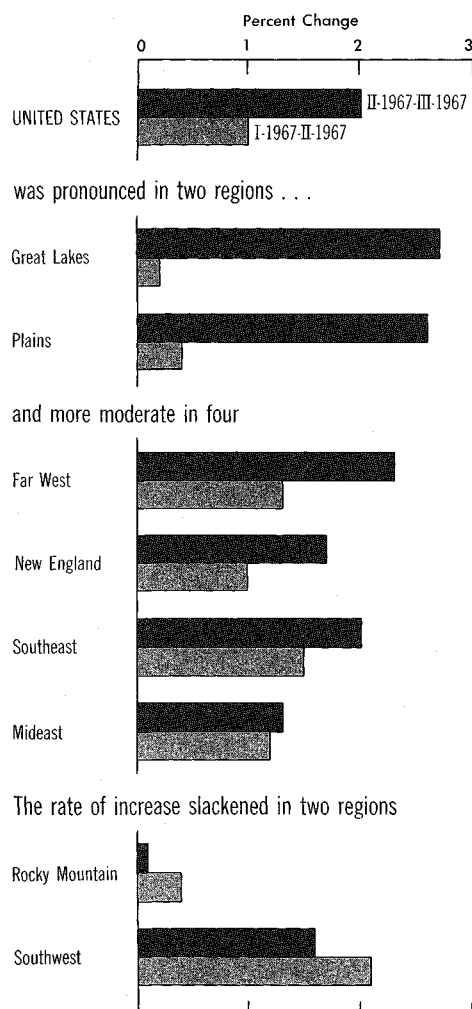 Percent Change
0 1 2 3
II-1967-III-1967
UNITED STATES
I-1967-II-1967
was pronounced in two regions . . .
Great Lakes
Plains
and more moderate in four
Far West
New England
Southeast
Mideast
The rate of increase slackened in two regions
Rocky Mountain
Southwest